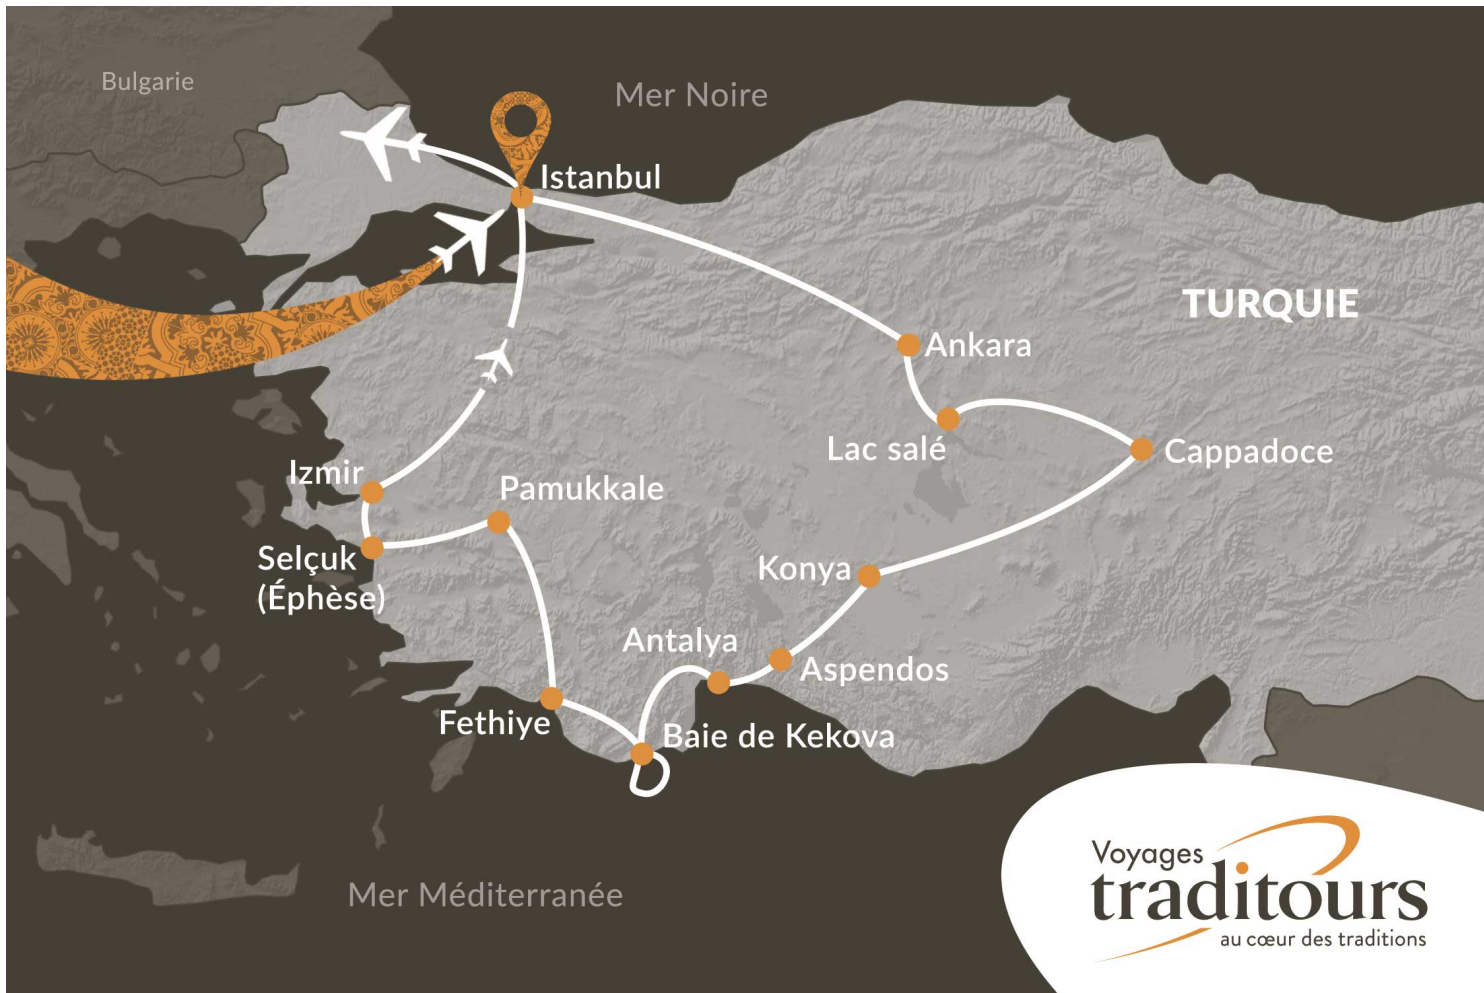 Bulgarie
Mer Noire
Istanbul
TURQUIE
Ankara
Lac salé
Cappadoce
Izmir
Pamukkale
Selçuk
(Éphèse)
Konya
Antalya
Aspendos
Fethiye
Baie de Kekova
Mer Méditerranée
Voyages
traditours
au cœur des traditions